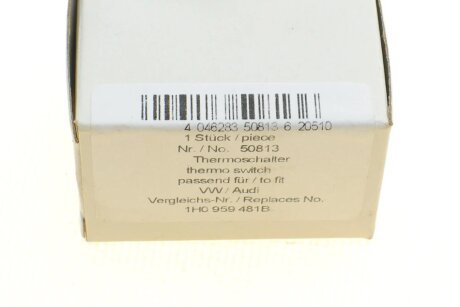 4 046283 50813 6 20510
1 Stück / piece
Nr. / No. 50813
Thermoschalter
thermo switch
passend für / to fit
VW / Audi
Vergleichs-Nr. / Replaces No.
1H0 959 481B